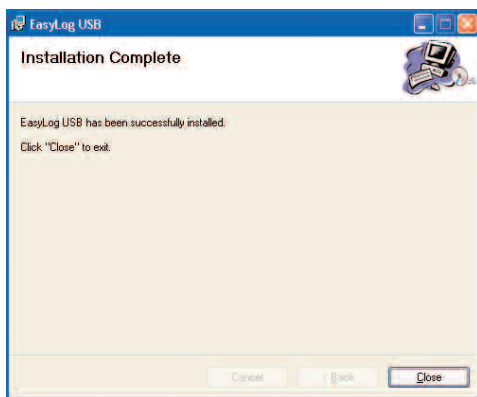 EasyLog USB
Installation Complete
EasyLog USB has been successfully installed.
Click "Close" to exit.
Cancel
< Back
Close